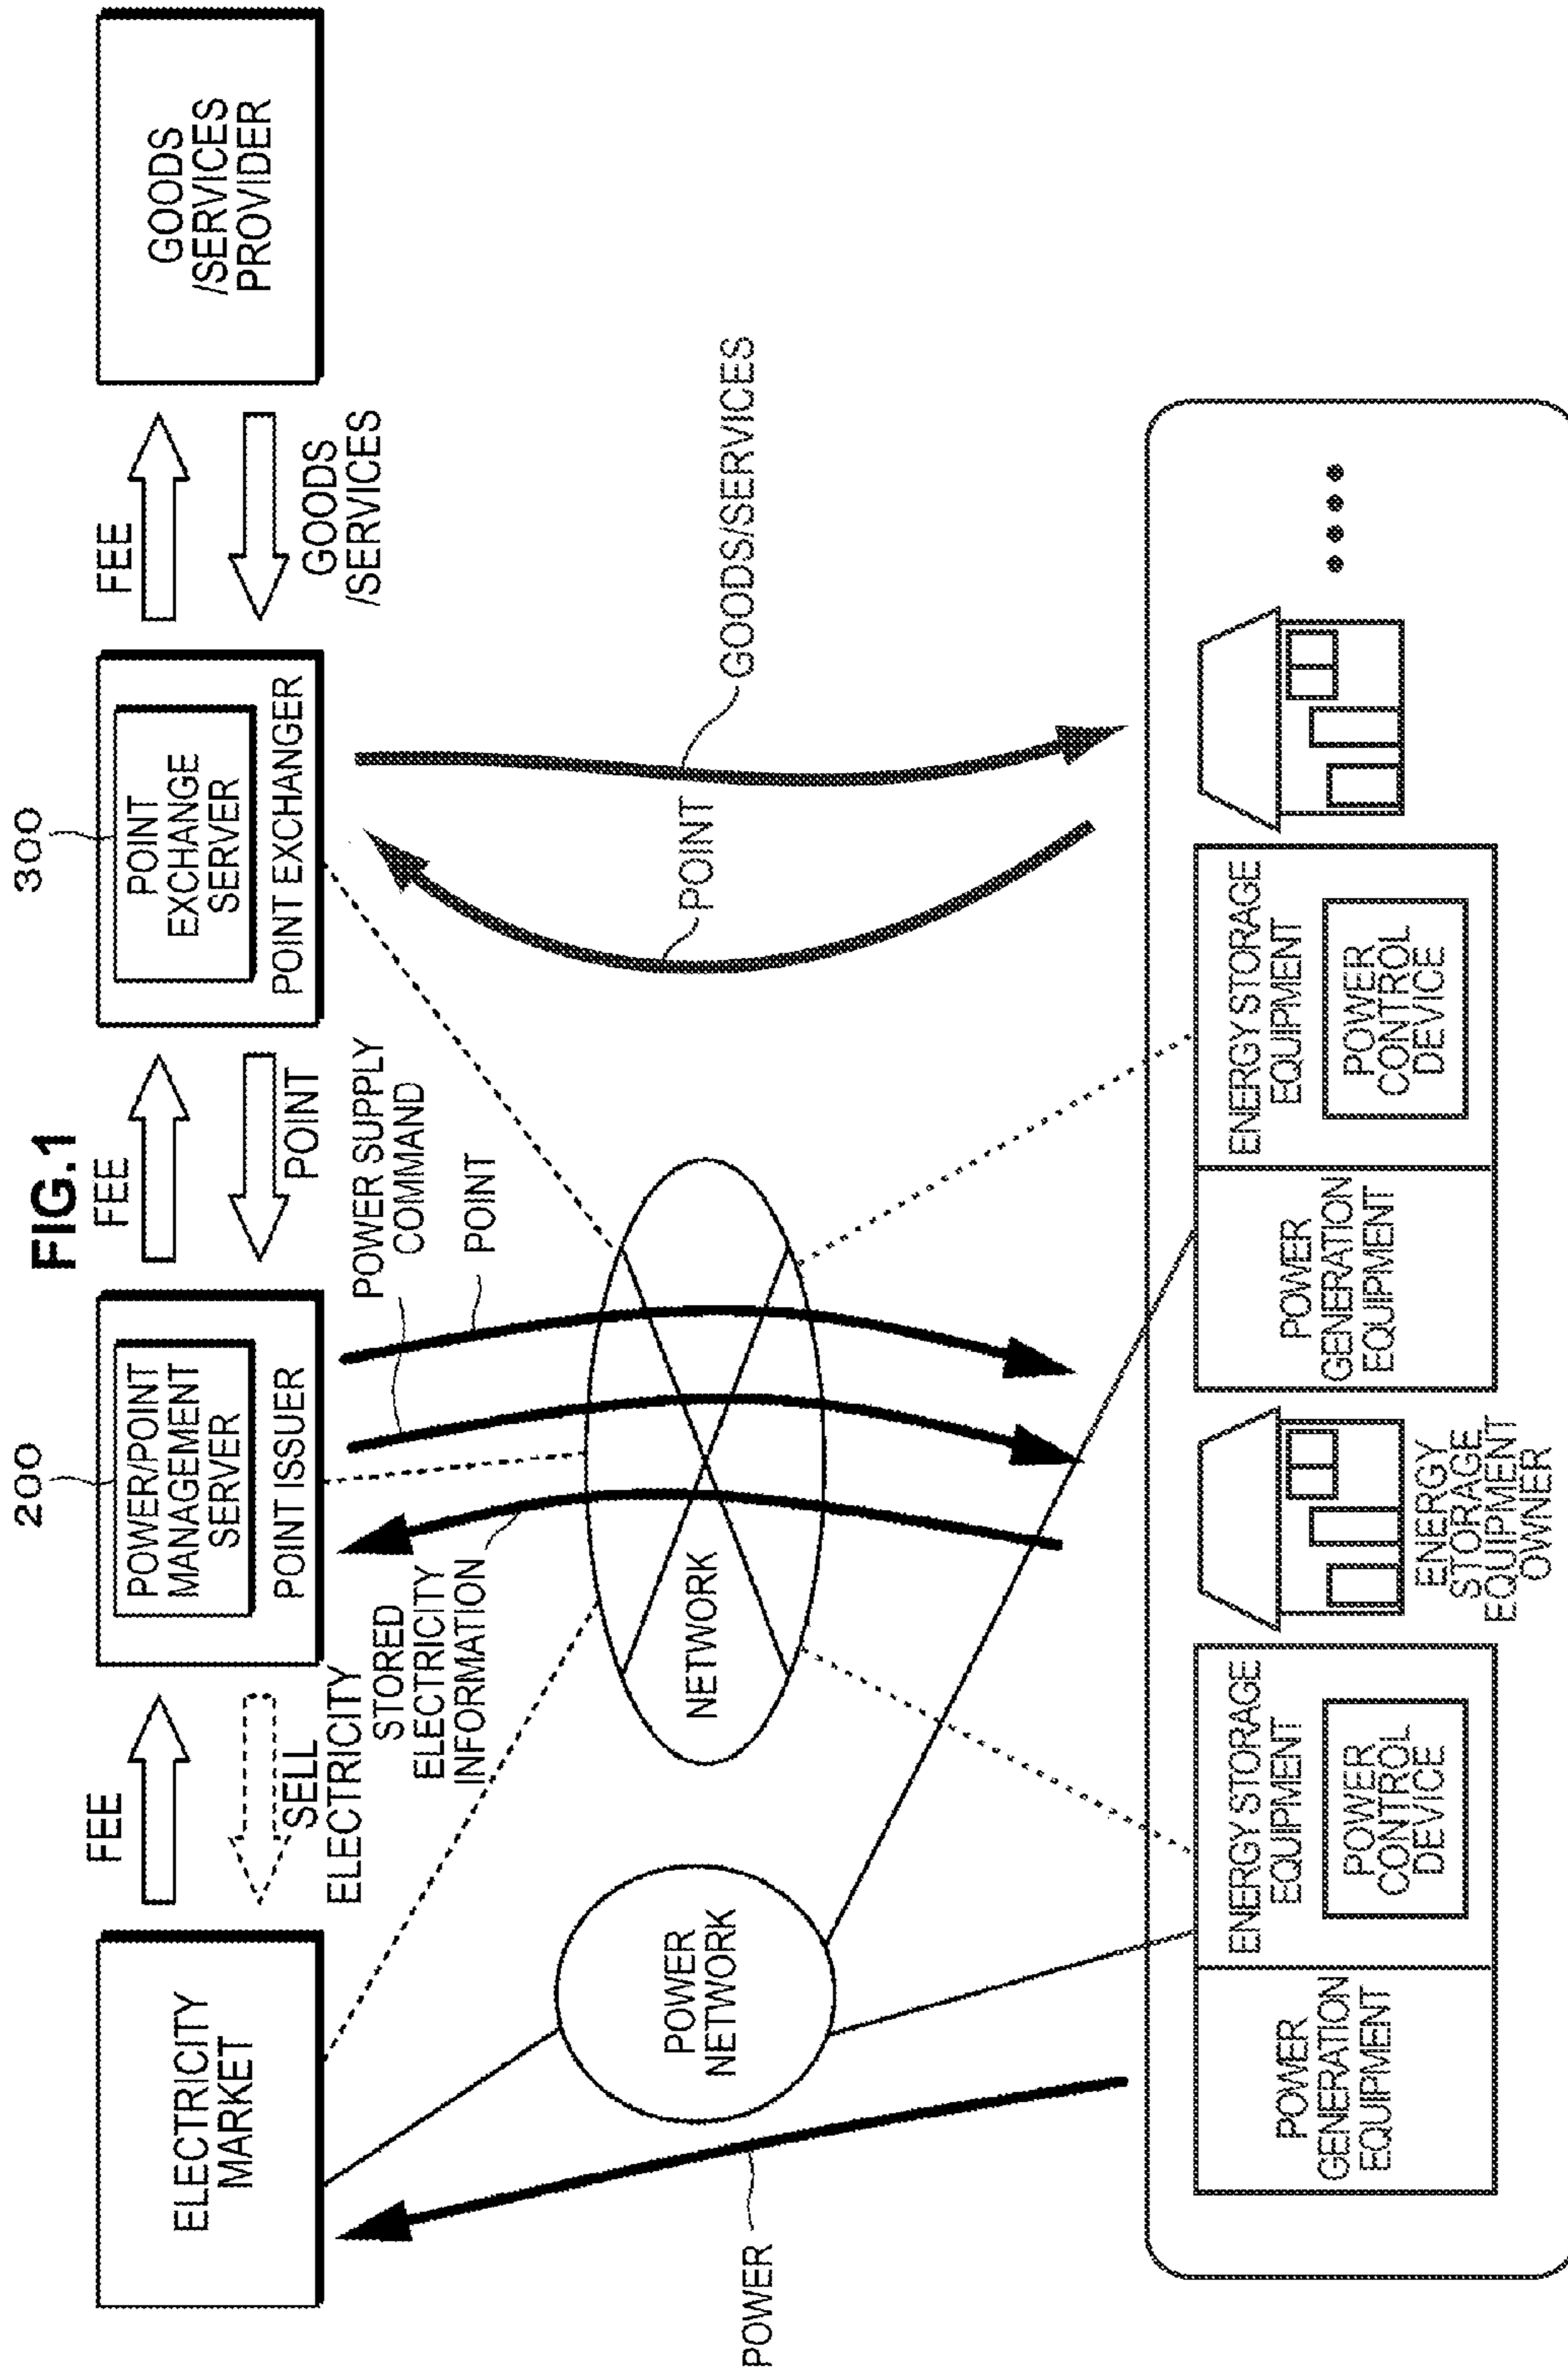 FIG.1
ELECTRICITY
MARKET
FEE
SELL
ELECTRICITY
200
POWER/POINT
MANAGEMENT
SERVER
POINT ISSUER
FEE
POINT
300
POINT
EXCHANGE
SERVER
POINT EXCHANGER
FEE
GOODS
/SERVICES
GOODS
/SERVICES
PROVIDER
STORED
ELECTRICITY
INFORMATION
POWER SUPPLY
COMMAND
POINT
POWER
POWER
NETWORK
NETWORK
POINT
GOODS/SERVICES
POWER
GENERATION
EQUIPMENT
ENERGY STORAGE
EQUIPMENT
POWER
CONTROL
DEVICE
ENERGY
STORAGE
EQUIPMENT
OWNER
POWER
GENERATION
EQUIPMENT
ENERGY STORAGE
EQUIPMENT
POWER
CONTROL
DEVICE